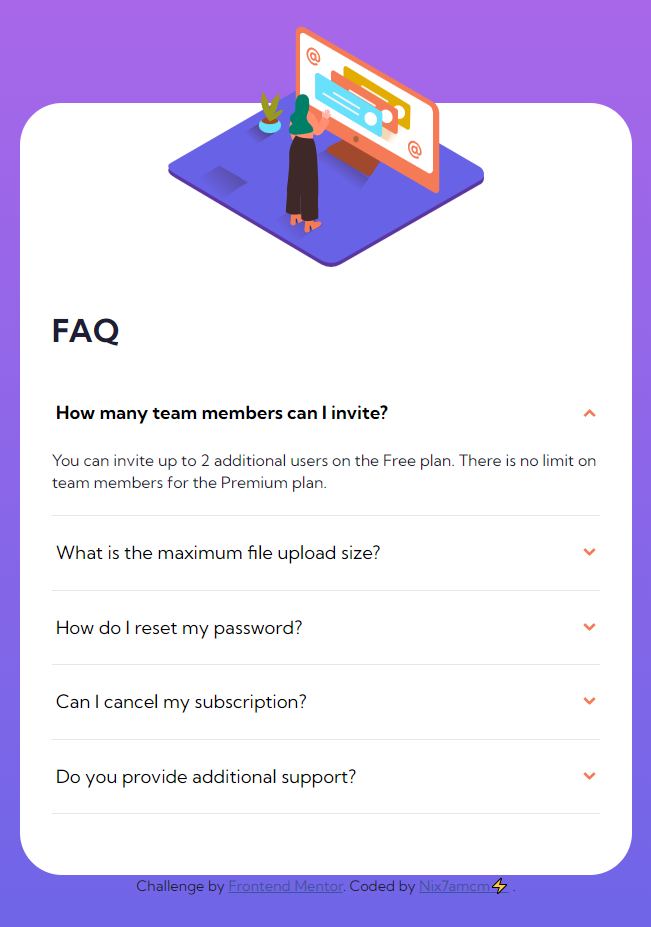 @
@
FAQ
How many team members can I invite?
You can invite up to 2 additional users on the Free plan. There is no limit on
team members for the Premium plan.
What is the maximum file upload size?
How do I reset my password?
Can I cancel my subscription?
Do you provide additional support?
Challenge by Frontend Mentor. Coded by Nix7amcm⚡ .